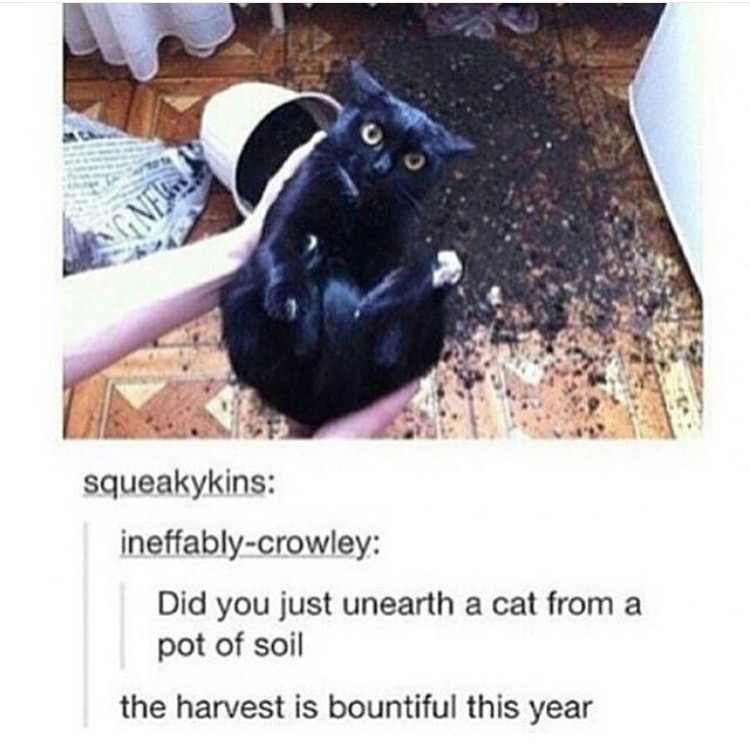 squeakykins:
ineffably-crowley:
Did you just unearth a cat from a
pot of soil
the harvest is bountiful this year